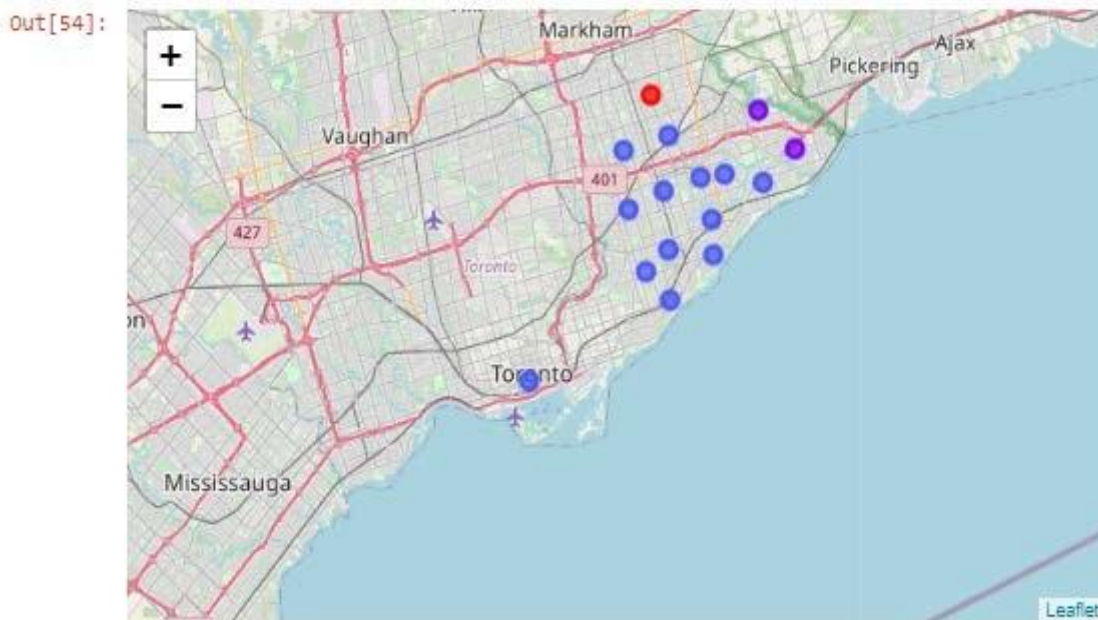 Out[54]:
+
−
Markham
Ajax
Pickering
Vaughan
401
427
Toronto
on
Toronto
Mississauga
Leaflet